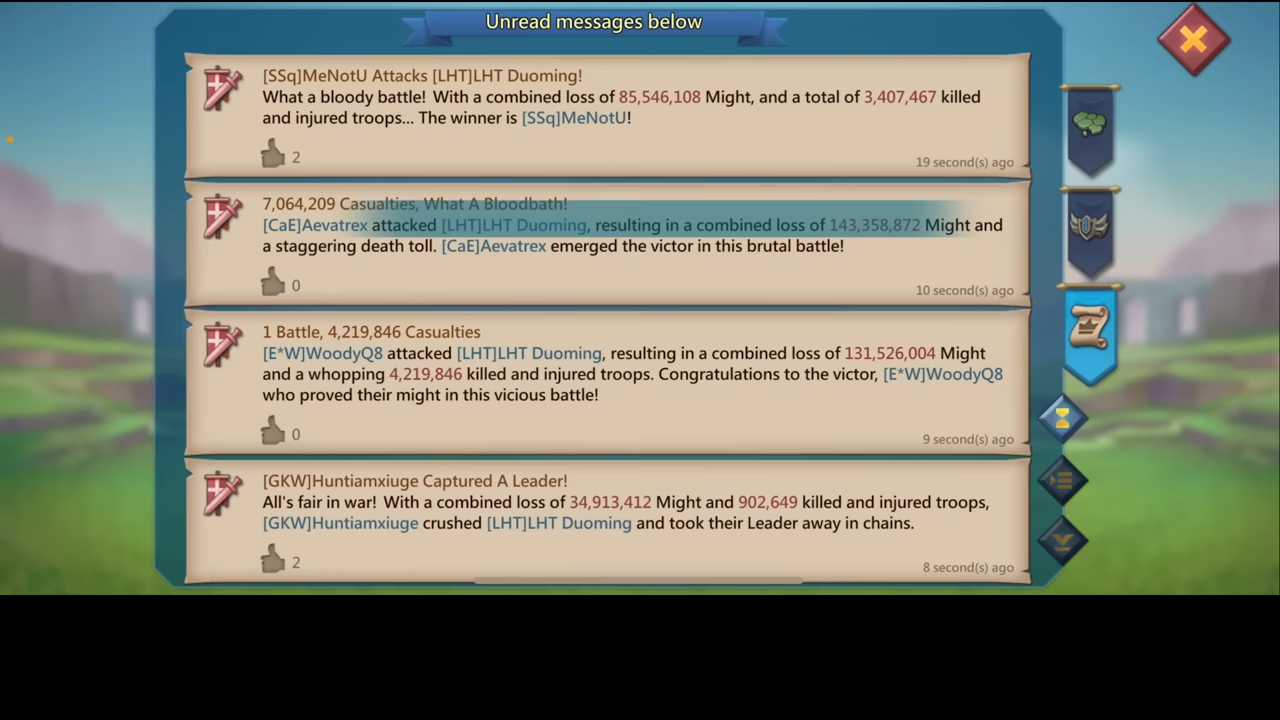 Unread messages below
[SSq]MeNotU Attacks [LHT]LHT Duoming!
What a bloody battle! With a combined loss of 85,546,108 Might, and a total of 3,407,467 killed
and injured troops... The winner is [SSq]MeNotU!
2
19 second(s) ago
7,064,209 Casualties, What A Bloodbath!
[CaE]Aevatrex attacked [LHT]LHT Duoming, resulting in a combined loss of 143,358,872 Might and
a staggering death toll. [CaE]Aevatrex emerged the victor in this brutal battle!
0
10 second(s) ago
1 Battle, 4,219,846 Casualties
[E*W]WoodyQ8 attacked [LHT]LHT Duoming, resulting in a combined loss of 131,526,004 Might
and a whopping 4,219,846 killed and injured troops. Congratulations to the victor, [E*W]WoodyQ8
who proved their might in this vicious battle!
0
9 second(s) ago
[GKW]Huntiamxiuge Captured A Leader!
All's fair in war! With a combined loss of 34,913,412 Might and 902,649 killed and injured troops,
[GKW]Huntiamxiuge crushed [LHT]LHT Duoming and took their Leader away in chains.
2
8 second(s) ago